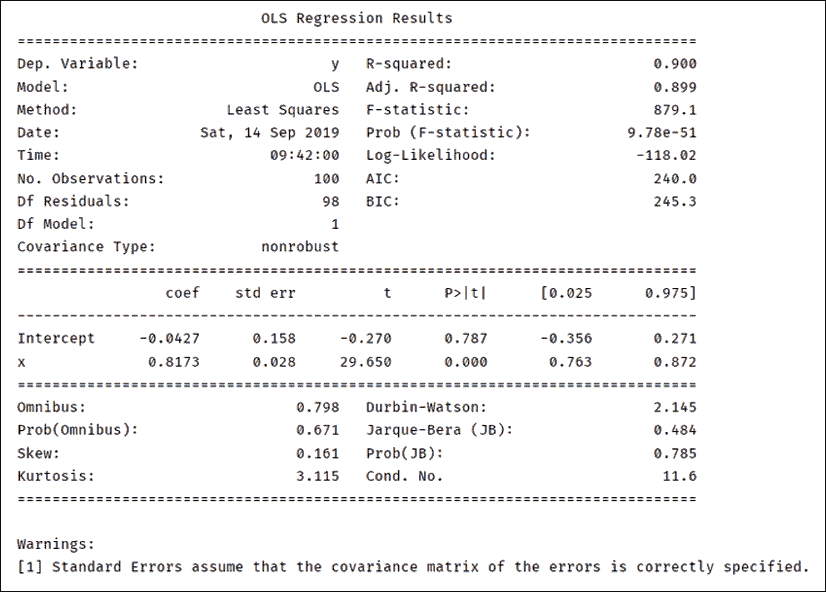 OLS Regression Results
==============================================================================
Dep. Variable:                      y   R-squared:                       0.900
Model:                            OLS   Adj. R-squared:                  0.899
Method:                 Least Squares   F-statistic:                     879.1
Date:                Sat, 14 Sep 2019   Prob (F-statistic):           9.78e-51
Time:                        09:42:00   Log-Likelihood:                -118.02
No. Observations:                 100   AIC:                             240.0
Df Residuals:                      98   BIC:                             245.3
Df Model:                           1
Covariance Type:            nonrobust
==============================================================================
                 coef    std err          t      P>|t|      [0.025      0.975]
------------------------------------------------------------------------------
Intercept     -0.0427      0.158     -0.270      0.787      -0.356       0.271
x              0.8173      0.028     29.650      0.000       0.763       0.872
==============================================================================
Omnibus:                        0.798   Durbin-Watson:                   2.145
Prob(Omnibus):                  0.671   Jarque-Bera (JB):                0.484
Skew:                           0.161   Prob(JB):                        0.785
Kurtosis:                       3.115   Cond. No.                         11.6
==============================================================================

Warnings:
[1] Standard Errors assume that the covariance matrix of the errors is correctly specified.